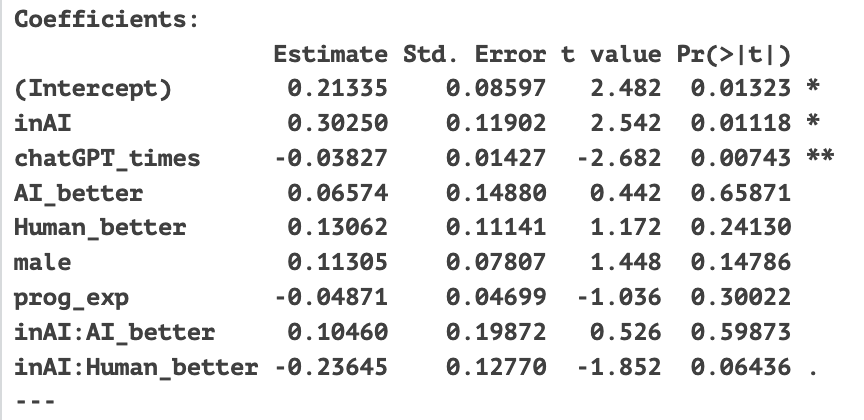 Coefficients:
Estimate Std. Error t value Pr(>|t|)
(Intercept) 0.21335 0.08597 2.482 0.01323 *
inAI 0.30250 0.11902 2.542 0.01118 *
chatGPT_times -0.03827 0.01427 -2.682 0.00743 **
AI_better 0.06574 0.14880 0.442 0.65871
Human_better 0.13062 0.11141 1.172 0.24130
male 0.11305 0.07807 1.448 0.14786
prog_exp -0.04871 0.04699 -1.036 0.30022
inAI:AI_better 0.10460 0.19872 0.526 0.59873
inAI:Human_better -0.23645 0.12770 -1.852 0.06436 .
---